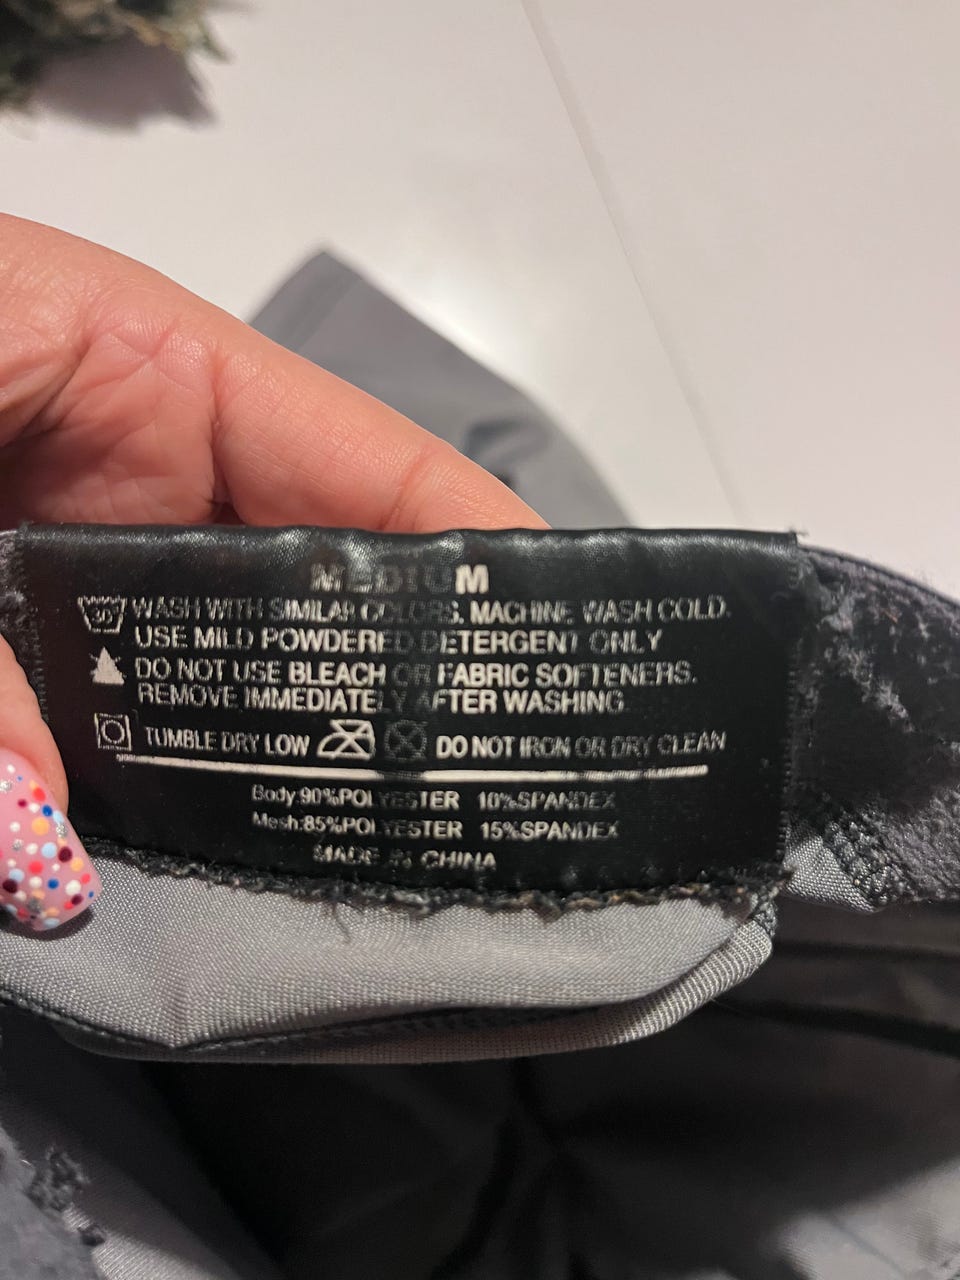 MEDIUM
30
WASH WITH SIMILAR COLORS. MACHINE WASH COLD.
USE MILD POWDERED DETERGENT ONLY
DO NOT USE BLEACH OR FABRIC SOFTENERS.
REMOVE IMMEDIATELY AFTER WASHING
TUMBLE DRY LOW DO NOT IRON OR DRY CLEAN
Body:90%POLYESTER 10%SPANDEX
Mesh:85%POLYESTER 15%SPANDEX
MADE IN CHINA